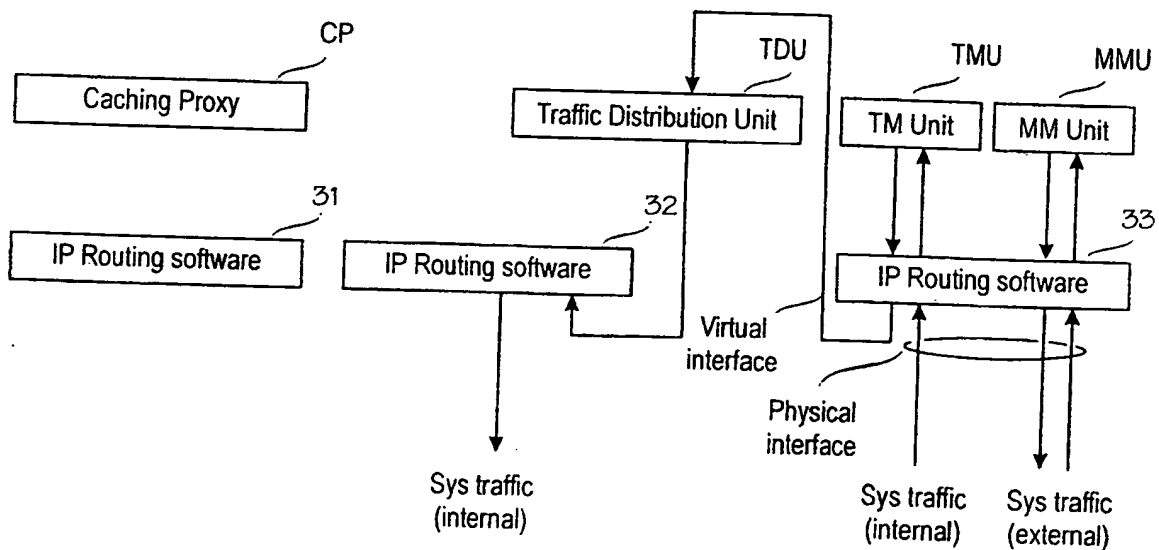 CP
TDU
TMU
MMU
Caching Proxy
Traffic Distribution Unit
TM Unit
MM Unit
31
32
33
IP Routing software
IP Routing software
IP Routing software
Virtual
interface
Physical
interface
Sys traffic
(internal)
Sys traffic
(internal)
Sys traffic
(external)